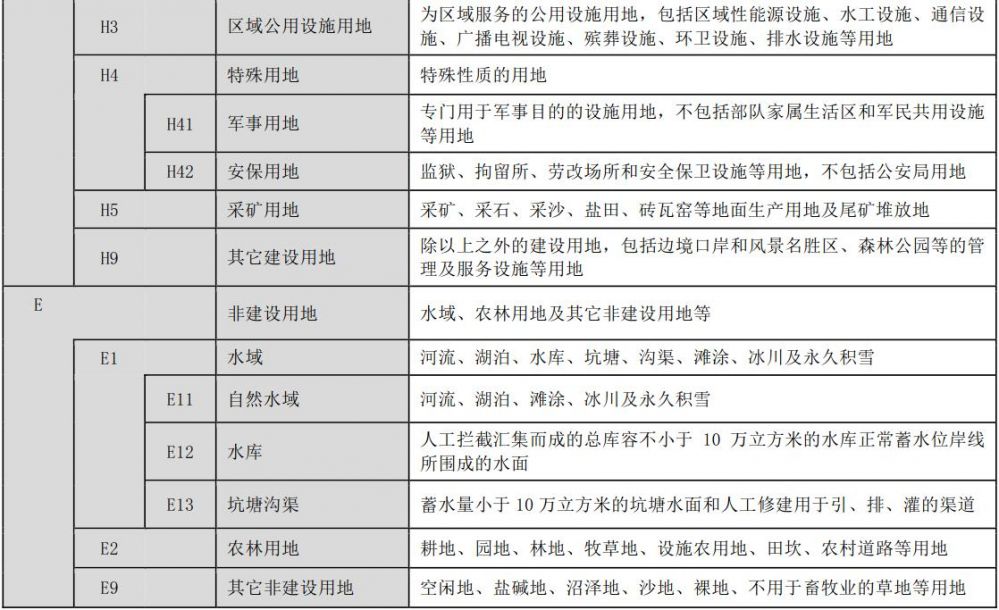 H3 区域公用设施用地 为区域服务的公用设施用地，包括区域性能源设施、水工设施、通信设
施、广播电视设施、殡葬设施、环卫设施、排水设施等用地
H4 特殊用地 特殊性质的用地
H41 军事用地 专门用于军事目的的设施用地，不包括部队家属生活区和军民共用设施
等用地
H42 安保用地 监狱、拘留所、劳改场所和安全保卫设施等用地，不包括公安局用地
H5 采矿用地 采矿、采石、采沙、盐田、砖瓦窑等地面生产用地及尾矿堆放地
H9 其它建设用地 除以上之外的建设用地，包括边境口岸和风景名胜区、森林公园等的管
理及服务设施等用地
E 非建设用地 水域、农林用地及其它非建设用地等
E1 水域 河流、湖泊、水库、坑塘、沟渠、滩涂、冰川及永久积雪
E11 自然水域 河流、湖泊、滩涂、冰川及永久积雪
E12 水库 人工拦截汇集而成的总库容不小于 10 万立方米的水库正常蓄水位岸线
所围成的水面
E13 坑塘沟渠 蓄水量小于10万立方米的坑塘水面和人工修建用于引、排、灌的渠道
E2 农林用地 耕地、园地、林地、牧草地、设施农用地、田坎、农村道路等用地
E9 其它非建设用地 空闲地、盐碱地、沼泽地、沙地、裸地、不用于畜牧业的草地等用地